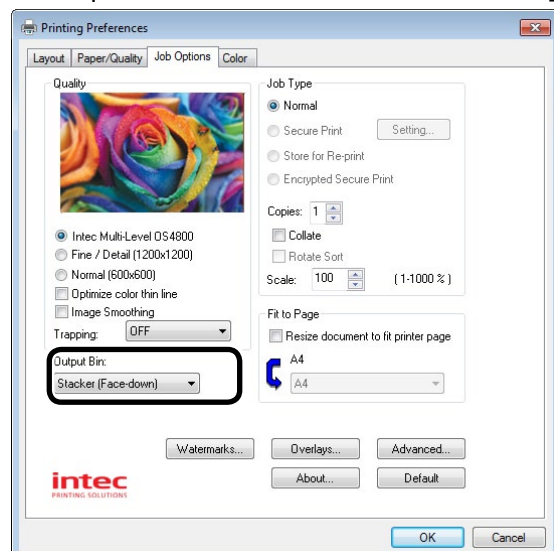 Printing Preferences
Layout Paper/Quality Job Options Color
Quality
Intec Multi-Level OS4800
Fine / Detail (1200x1200)
Normal (600x600)
Optimize color thin line
Image Smoothing
Trapping: OFF
Output Bin:
Stacker (Face-down)
Job Type
Normal
Secure Print Setting...
Store for Re-print
Encrypted Secure Print
Copies: 1
Collate
Rotate Sort
Scale: 100 (1-1000 %)
Fit to Page
Resize document to fit printer page
A4
A4
Watermarks... Overlays... Advanced...
About... Default
intec
PRINTING SOLUTIONS
OK Cancel